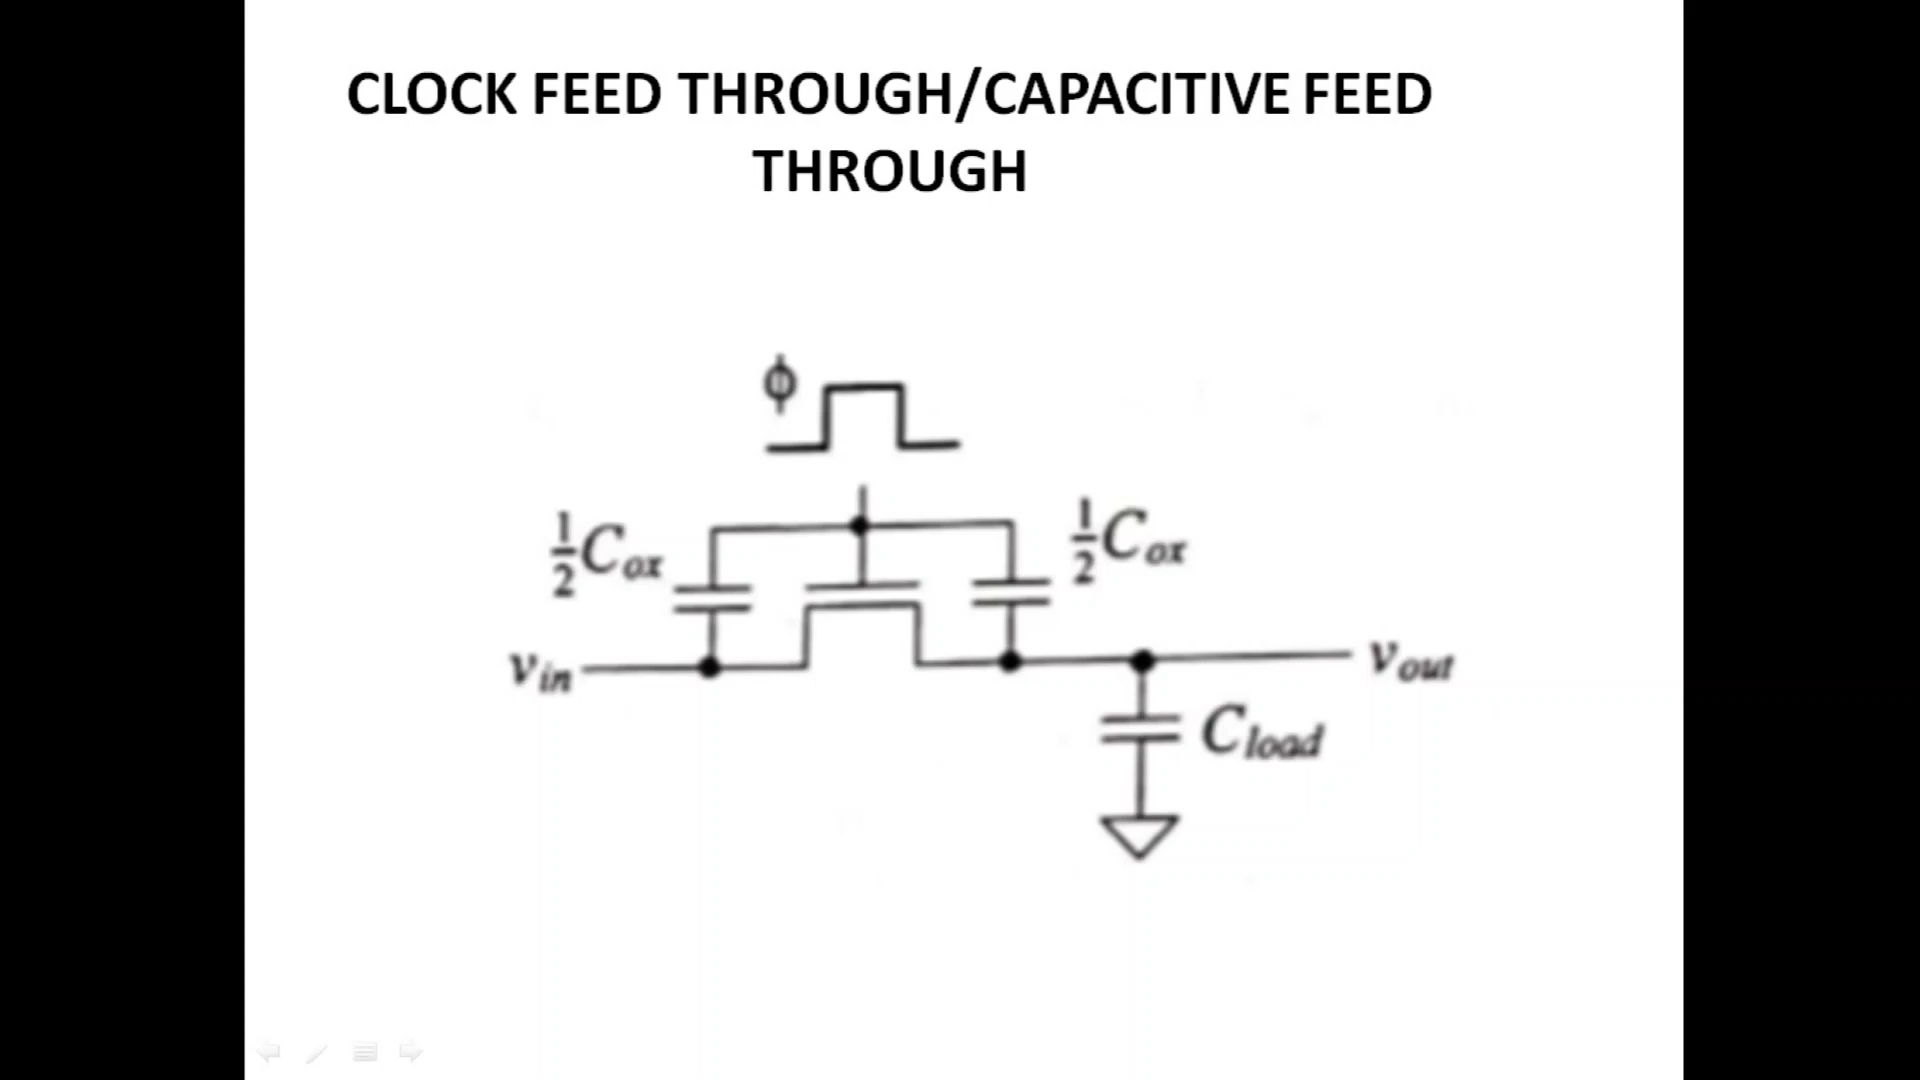 CLOCK FEED THROUGH/CAPACITIVE FEED
THROUGH
ϕ
½Cox
½Cox
vin
vout
Cload